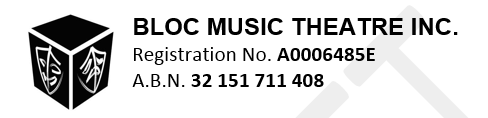 BLOC MUSIC THEATRE INC.
Registration No. A0006485E
A.B.N. 32 151 711 408